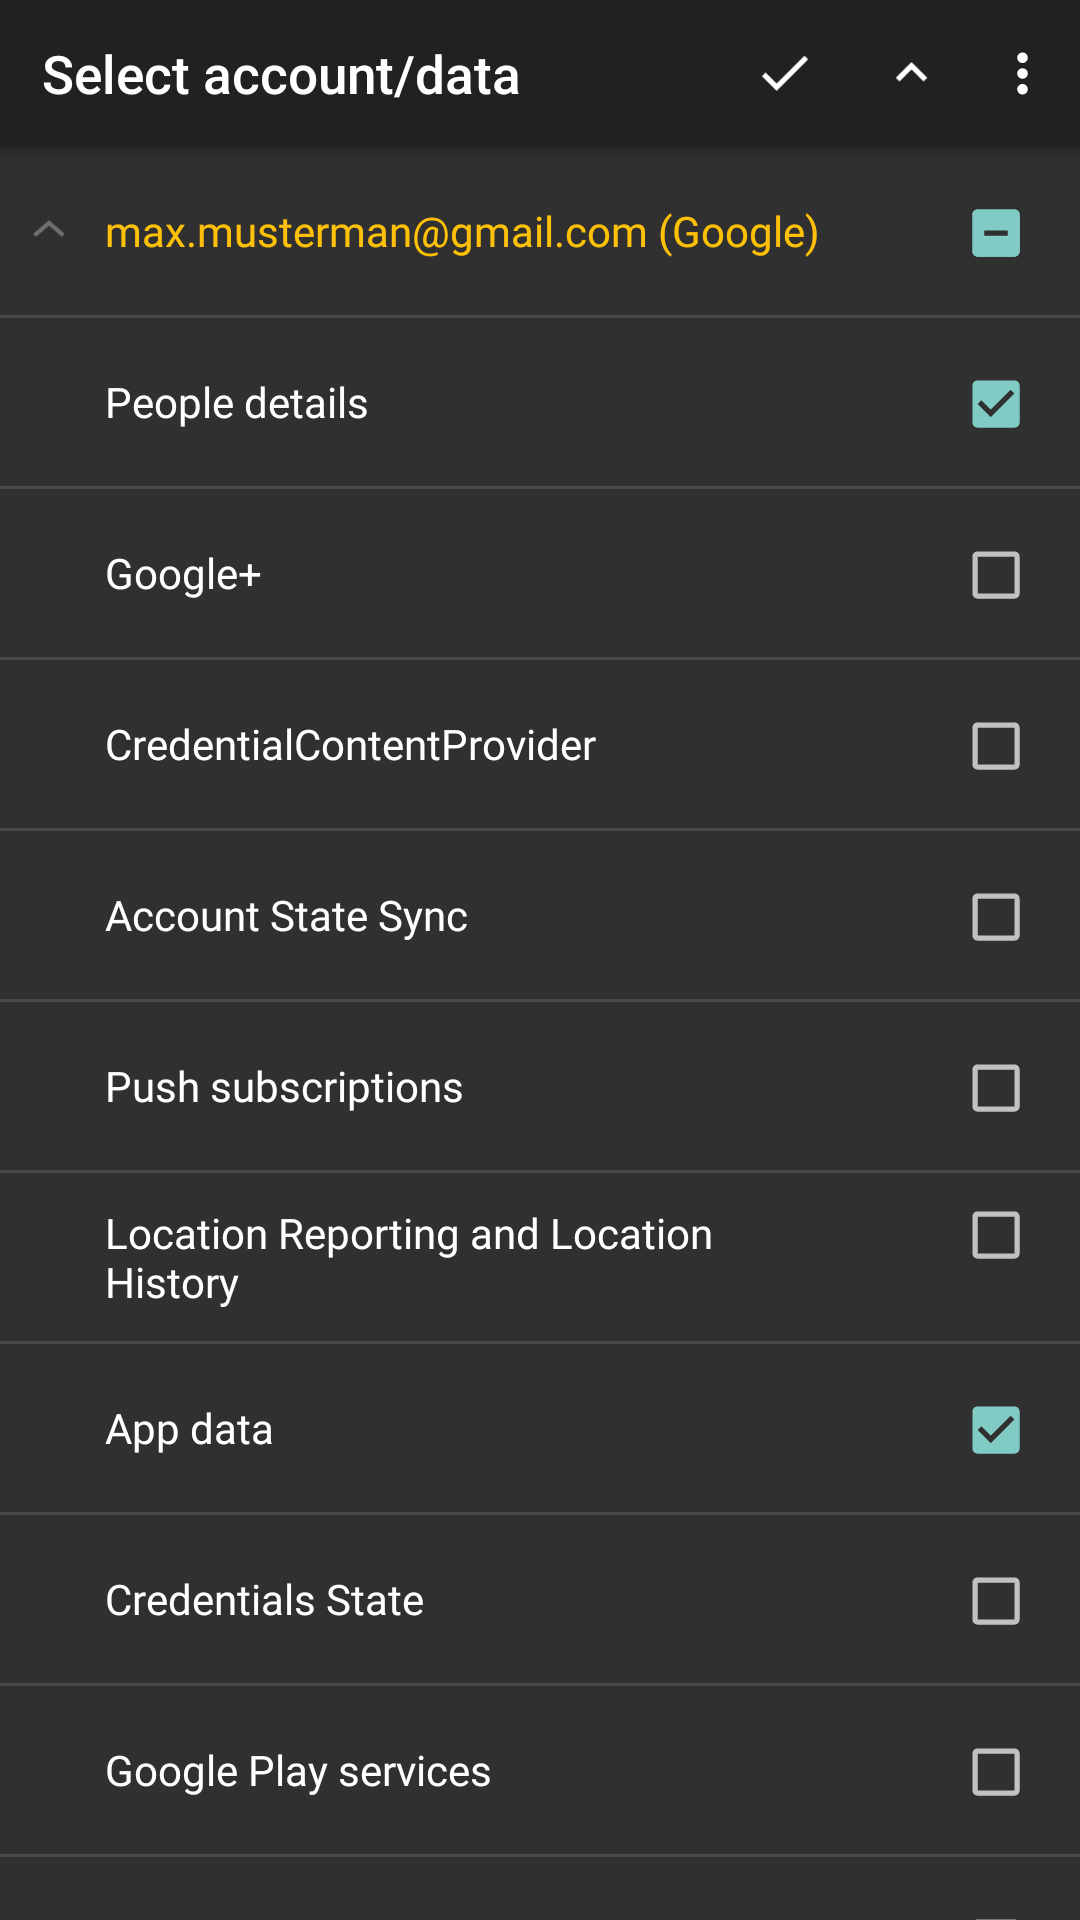 Select account/data
max.musterman@gmail.com (Google)
People details
Google+
CredentialContentProvider
Account State Sync
Push subscriptions
Location Reporting and Location
History
App data
Credentials State
Google Play services